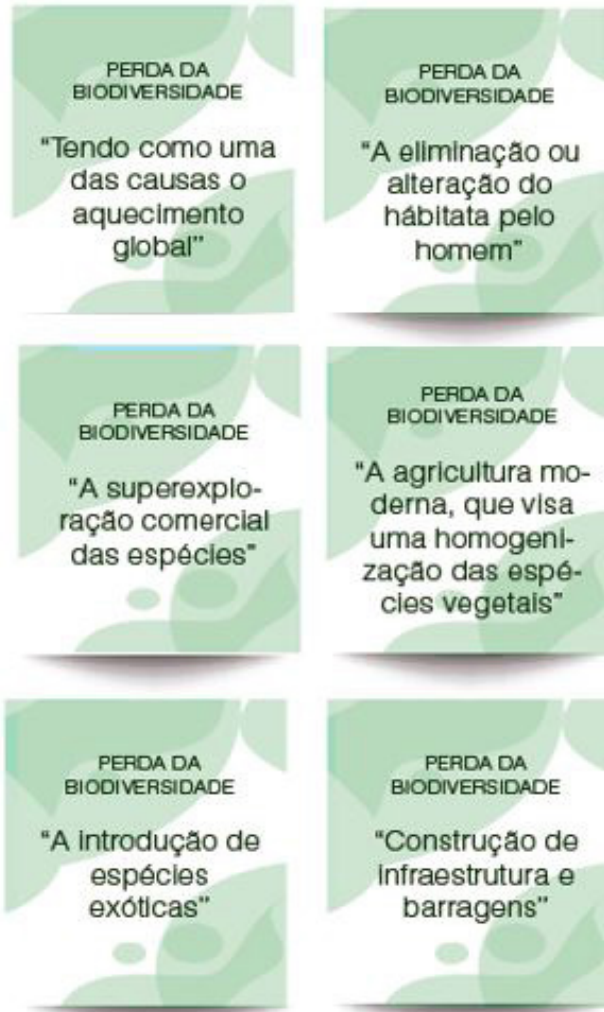 PERDA DA
BIODIVERSIDADE
“Tendo como uma
das causas o
aquecimento
global”
PERDA DA
BIODIVERSIDADE
“A eliminação ou
alteração do
hábitata pelo
homem”
PERDA DA
BIODIVERSIDADE
“A superexplo-
ração comercial
das espécies”
PERDA DA
BIODIVERSIDADE
“A agricultura mo-
derna, que visa
uma homogeni-
zação das espé-
cies vegetais”
PERDA DA
BIODIVERSIDADE
“A introdução de
espécies
exóticas”
PERDA DA
BIODIVERSIDADE
“Construção de
infraestrutura e
barragens”